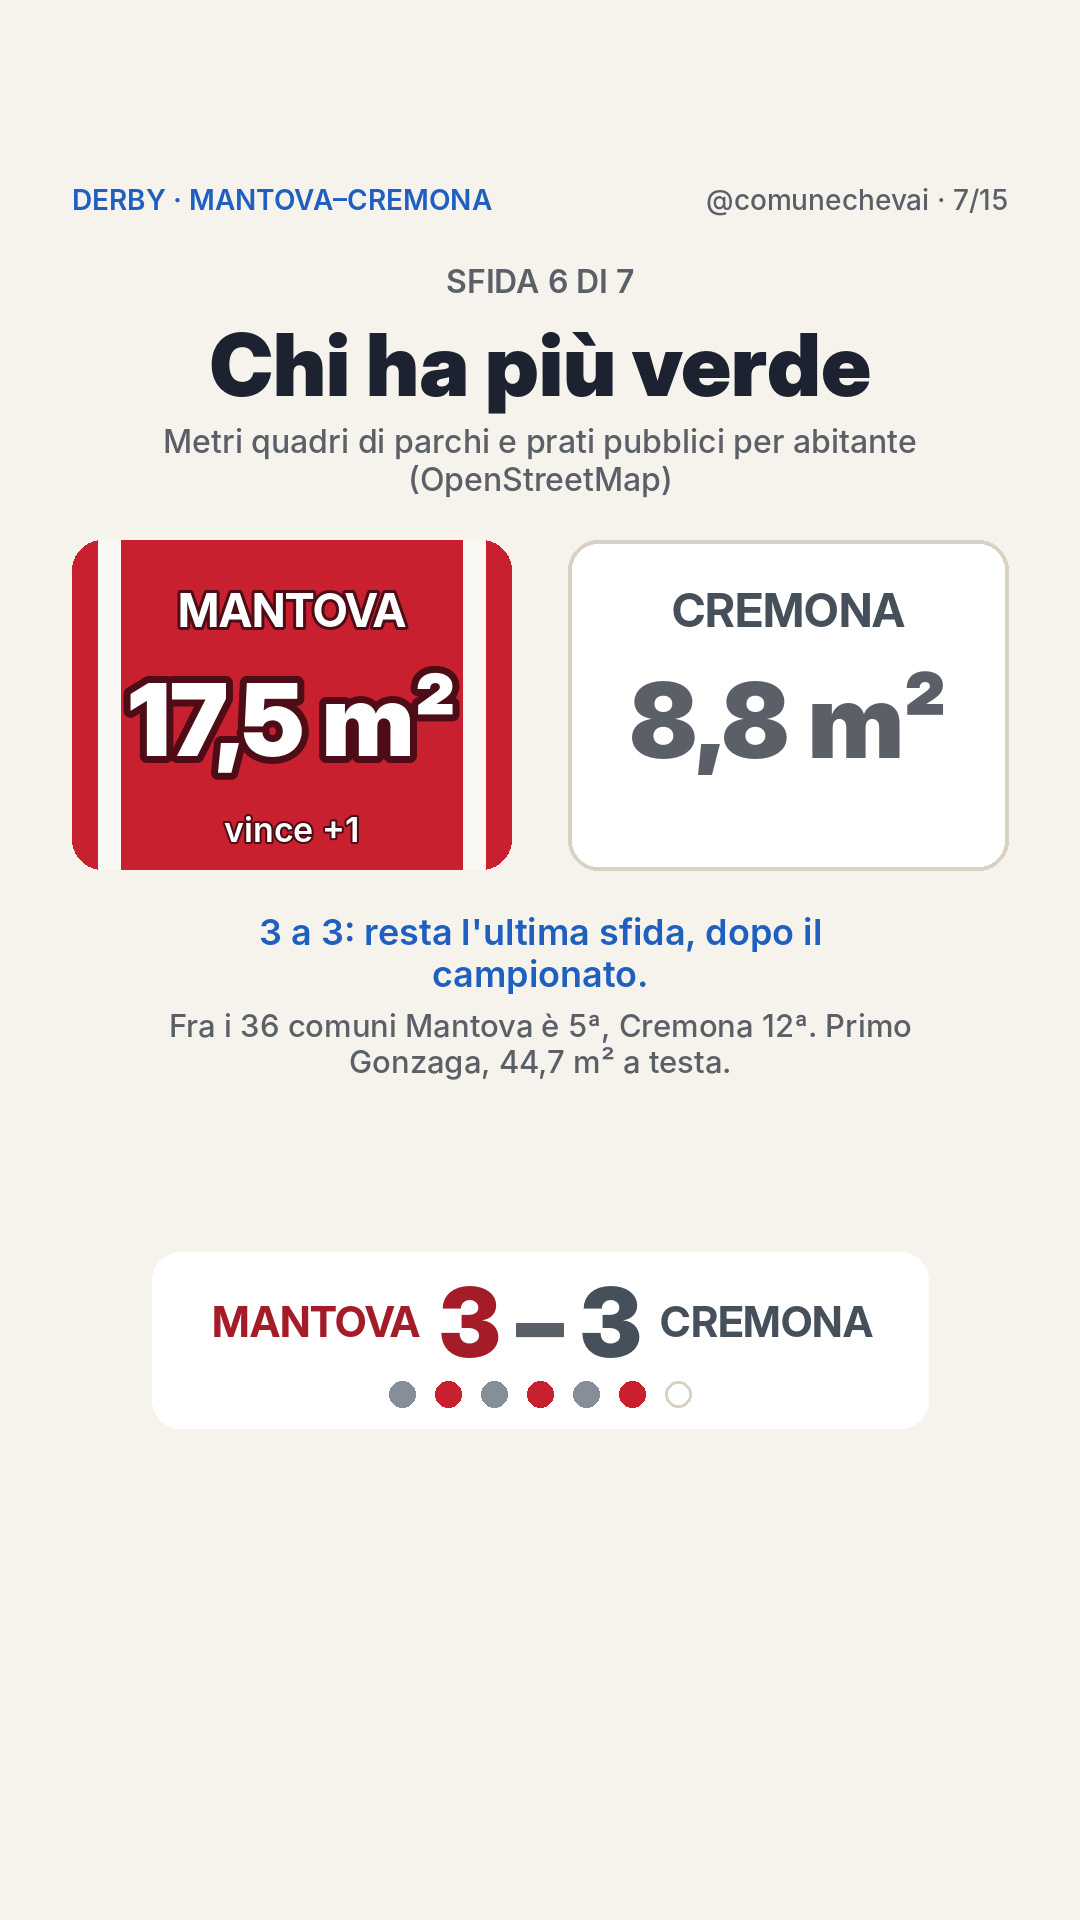 DERBY · MANTOVA–CREMONA
@comunechevai · 7/15
SFIDA 6 DI 7
Chi ha più verde
Metri quadri di parchi e prati pubblici per abitante
(OpenStreetMap)
MANTOVA
17,5 m²
vince +1
CREMONA
8,8 m²
3 a 3: resta l'ultima sfida, dopo il
campionato.
Fra i 36 comuni Mantova è 5ª, Cremona 12ª. Primo
Gonzaga, 44,7 m² a testa.
MANTOVA 3 – 3 CREMONA